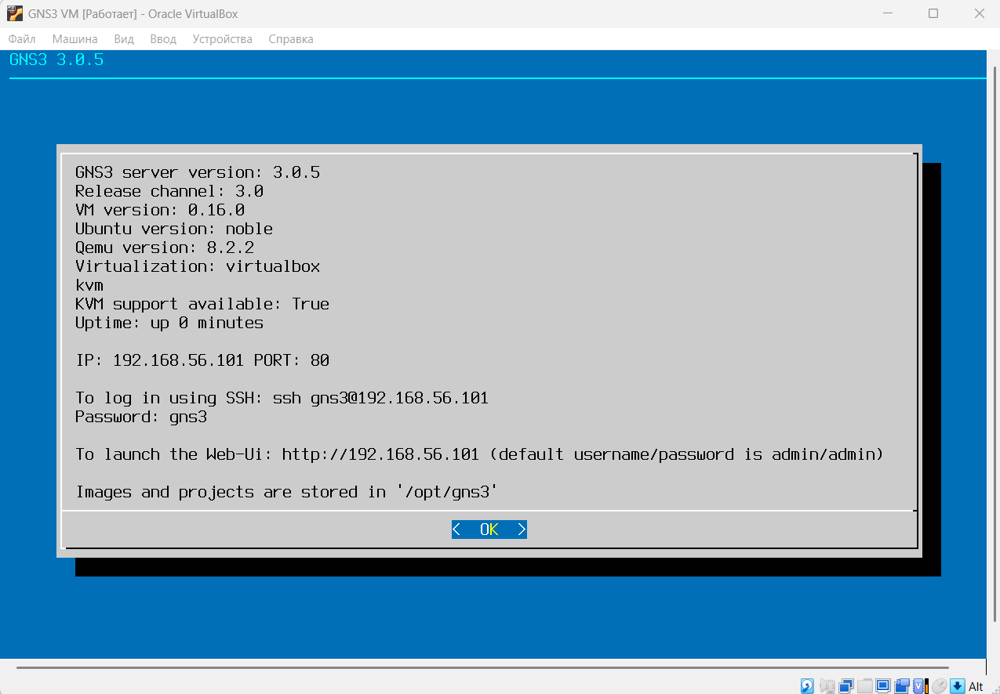 GNS3 VM [Работает] - Oracle VirtualBox
Файл Машина Вид Ввод Устройства Справка
GNS3 3.0.5
GNS3 server version: 3.0.5
Release channel: 3.0
VM version: 0.16.0
Ubuntu version: noble
Qemu version: 8.2.2
Virtualization: virtualbox
kvm
KVM support available: True
Uptime: up 0 minutes
IP: 192.168.56.101 PORT: 80
To log in using SSH: ssh gns3@192.168.56.101
Password: gns3
To launch the Web-Ui: http://192.168.56.101 (default username/password is admin/admin)
Images and projects are stored in '/opt/gns3'
< OK >
Alt